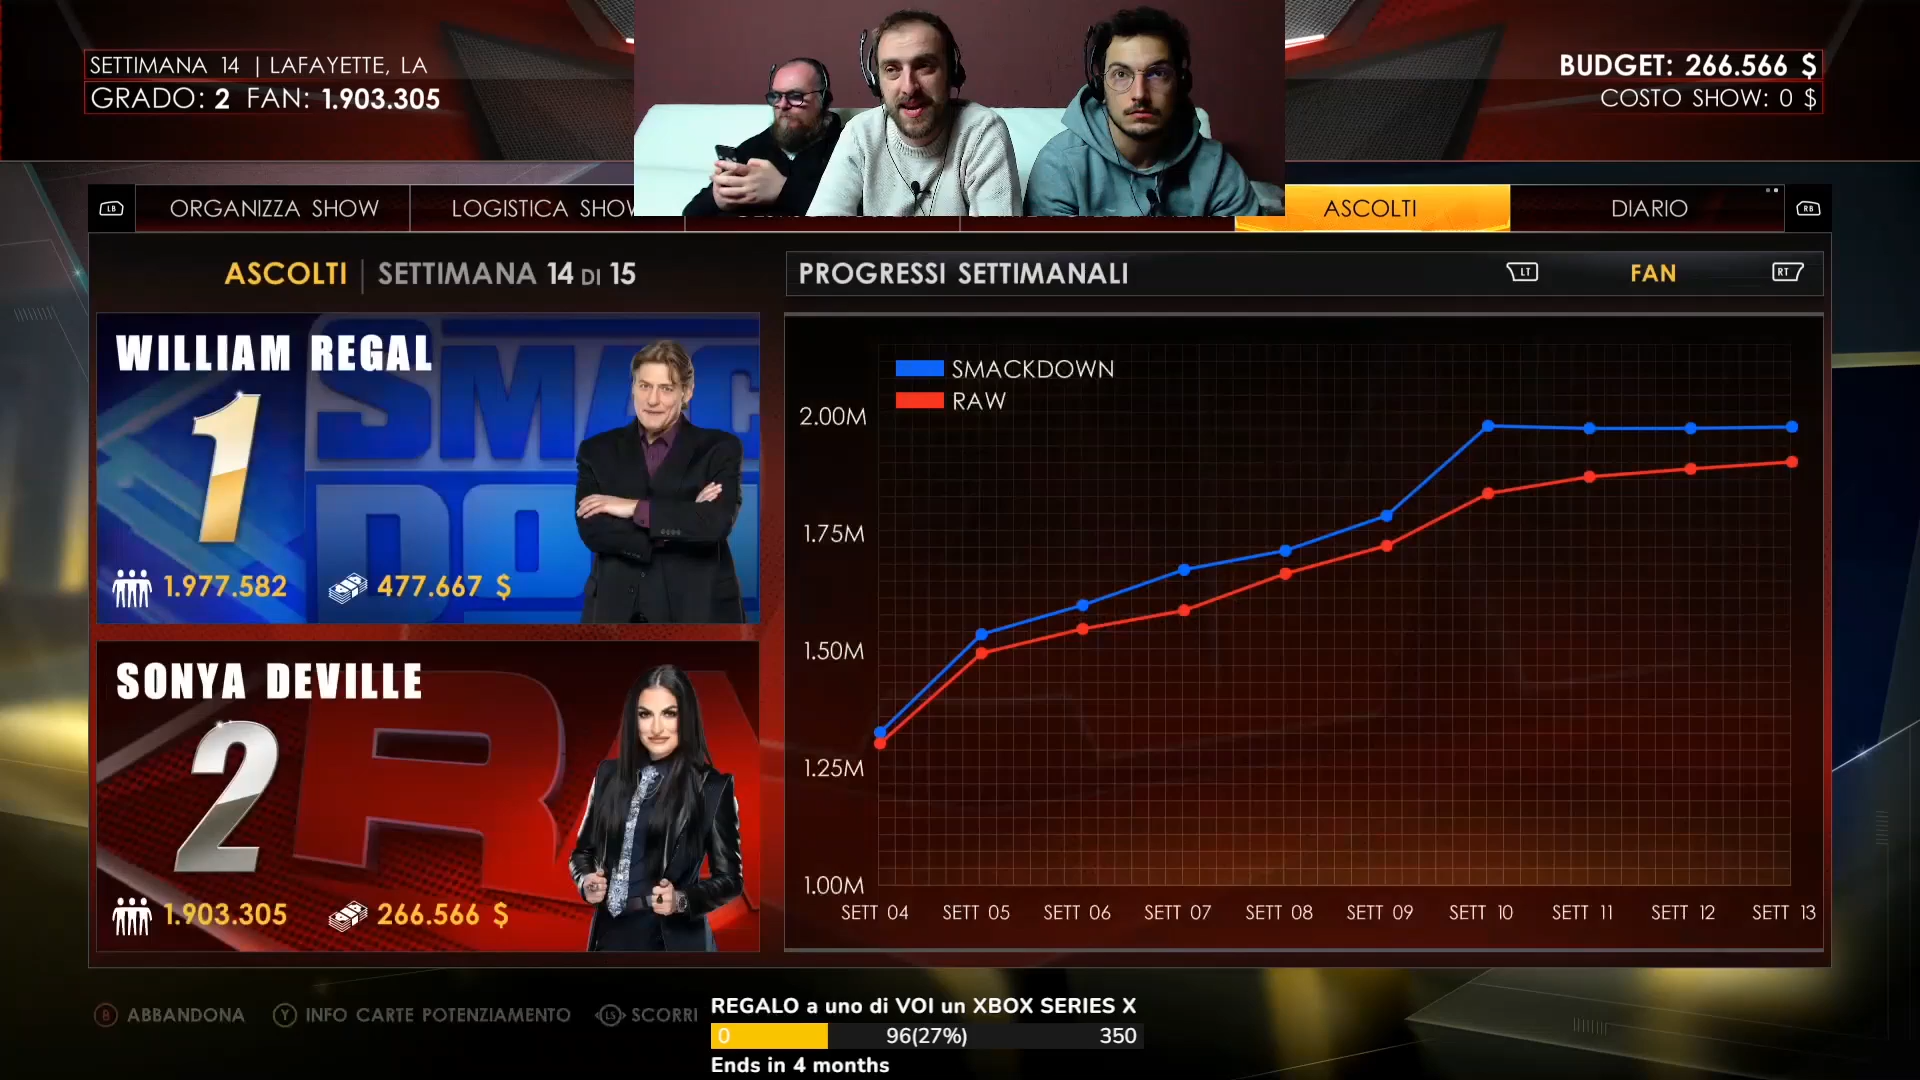 SETTIMANA 14 | LAFAYETTE, LA
GRADO: 2 FAN: 1.903.305
BUDGET: 266.566 $
COSTO SHOW: 0 $
LB
ORGANIZZA SHOW
LOGISTICA SHOW
ASCOLTI
DIARIO
RB
ASCOLTI | SETTIMANA 14 DI 15
PROGRESSI SETTIMANALI
LT
FAN
RT
WILLIAM REGAL
1
1.977.582
477.667 $
SONYA DEVILLE
2
1.903.305
266.566 $
SMACKDOWN
RAW
2.00M
1.75M
1.50M
1.25M
1.00M
SETT 04
SETT 05
SETT 06
SETT 07
SETT 08
SETT 09
SETT 10
SETT 11
SETT 12
SETT 13
B ABBANDONA
Y INFO CARTE POTENZIAMENTO
LS SCORRI
REGALO a uno di VOI un XBOX SERIES X
0 96(27%) 350
Ends in 4 months